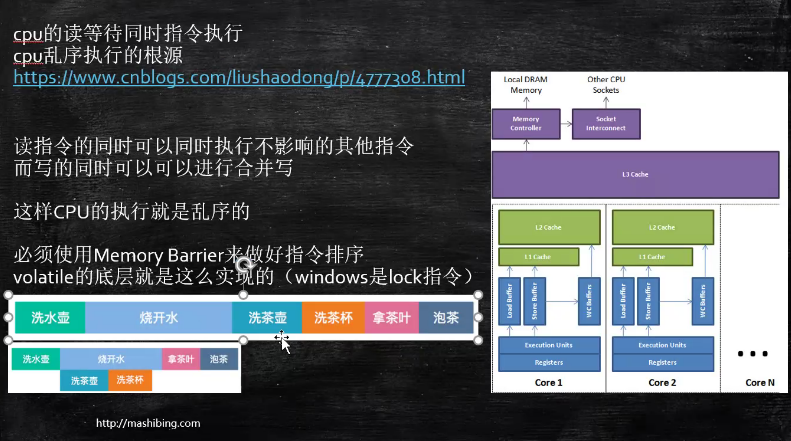 cpu的读等待同时指令执行
cpu乱序执行的根源
https://www.cnblogs.com/liushaodong/p/4777308.html
读指令的同时可以同时执行不影响的其他指令
而写的同时可以可以进行合并写
这样CPU的执行就是乱序的
必须使用Memory Barrier来做好指令排序
volatile的底层就是这么实现的（windows是lock指令）
洗水壶 烧开水 洗茶壶 洗茶杯 拿茶叶 泡茶
洗水壶 烧开水 拿茶叶 泡茶
洗茶壶 洗茶杯
http://mashibing.com
Local DRAM Memory
Other CPU Sockets
Memory Controller
Socket Interconnect
L3 Cache
L2 Cache
L1 Cache
Load Buffer
Store Buffer
WC Buffers
Execution Units
Registers
Core 1
L2 Cache
L1 Cache
Load Buffer
Store Buffer
WC Buffers
Execution Units
Registers
Core 2
Core N